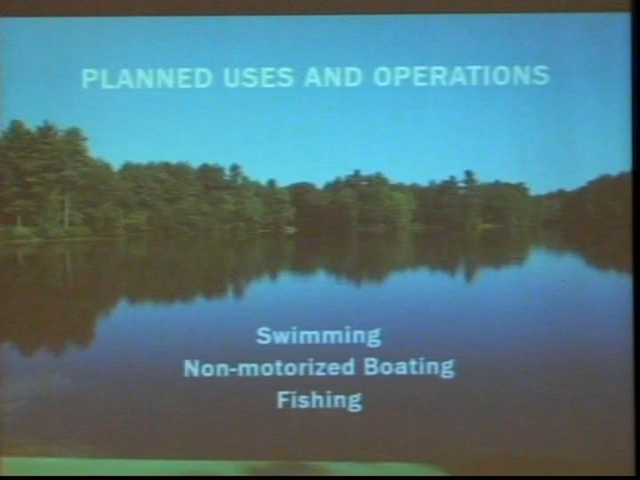 PLANNED USES AND OPERATIONS
Swimming
Non-motorized Boating
Fishing